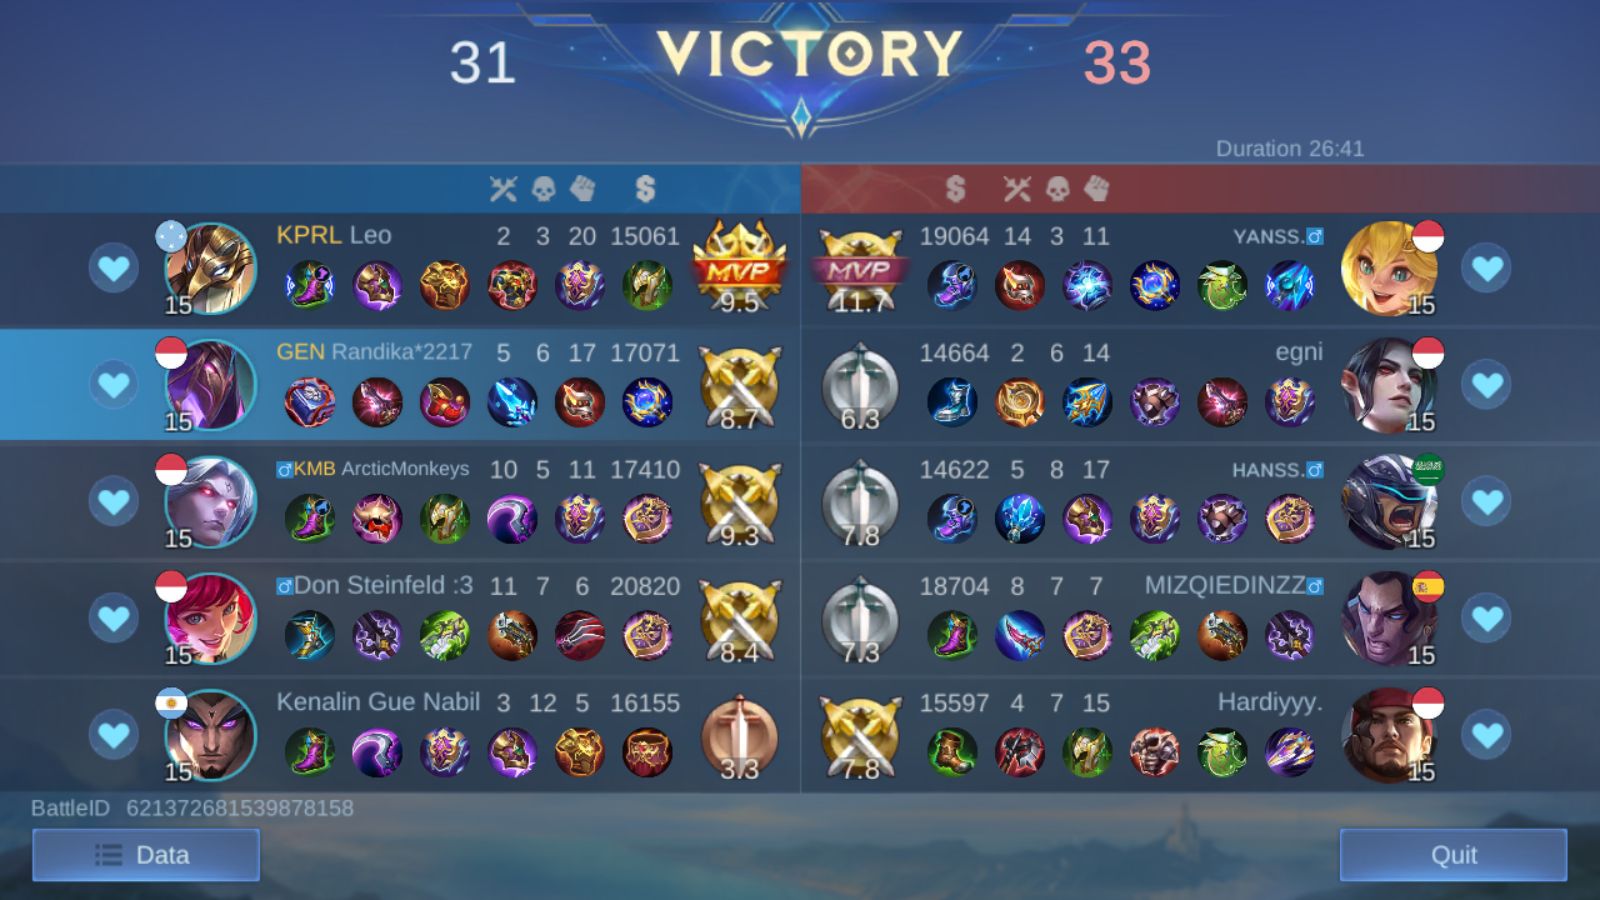 31 VICTORY 33
Duration 26:41
KPRL Leo 2 3 20 15061 MVP 9.5 15
MVP 11.7 19064 14 3 11 YANSS.♂ 15
GEN Randika*2217 5 6 17 17071 8.7 15
6.3 14664 2 6 14 egni 15
♂KMB ArcticMonkeys 10 5 11 17410 9.3 15
7.8 14622 5 8 17 HANSS.♂ 15
♂Don Steinfeld :3 11 7 6 20820 8.4 15
7.3 18704 8 7 7 MIZQIEDINZZ♂ 15
Kenalin Gue Nabil 3 12 5 16155 3.3 15
7.8 15597 4 7 15 Hardiyyy. 15
BattleID 621372681539878158
Data
Quit